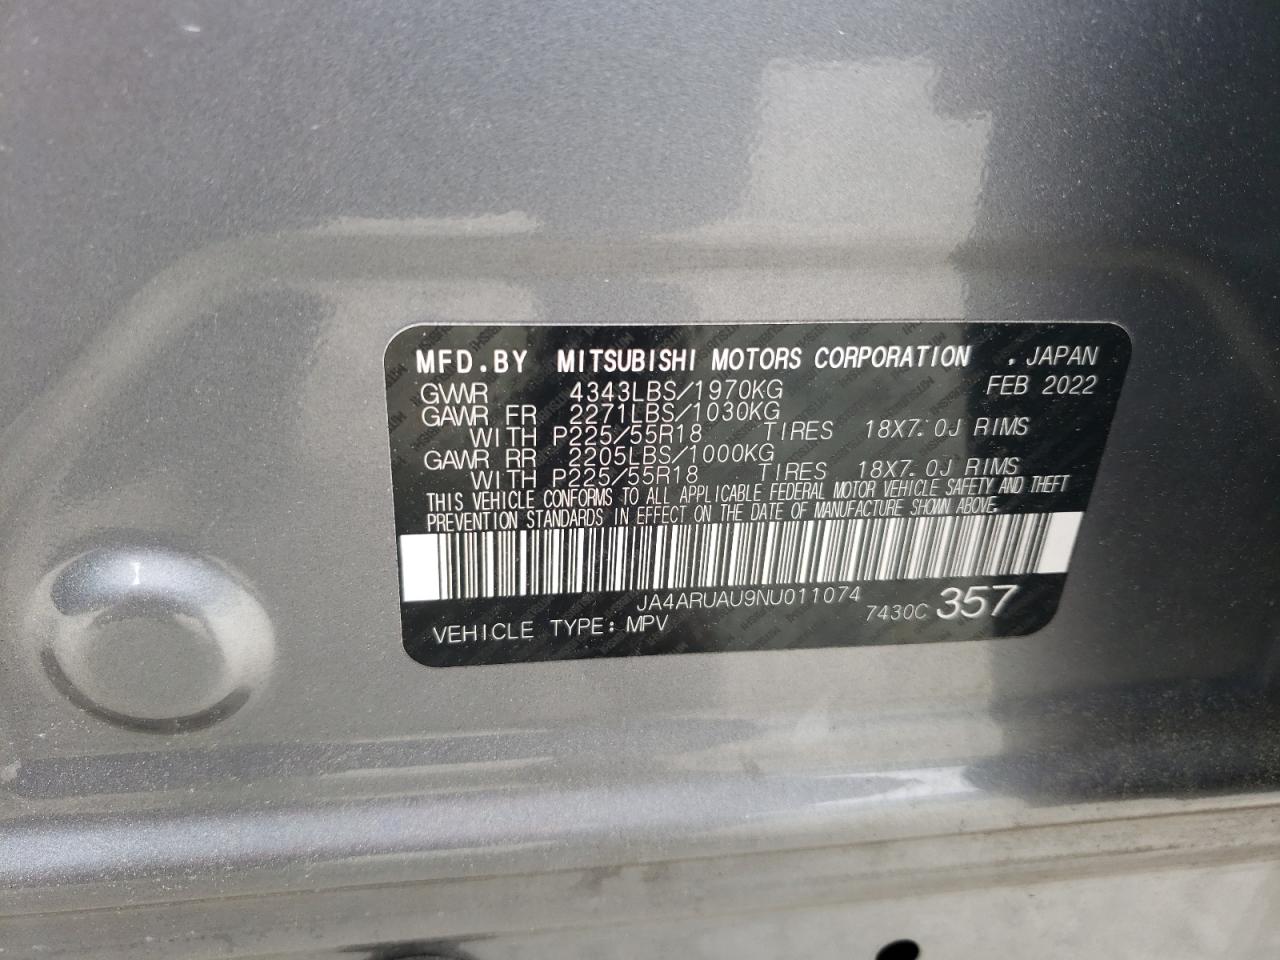 MFD.BY MITSUBISHI MOTORS CORPORATION . JAPAN
GVWR 4343LBS/1970KG FEB 2022
GAWR FR 2271LBS/1030KG
WITH P225/55R18 TIRES 18X7.0J RIMS
GAWR RR 2205LBS/1000KG
WITH P225/55R18 TIRES 18X7.0J RIMS
THIS VEHICLE CONFORMS TO ALL APPLICABLE FEDERAL MOTOR VEHICLE SAFETY AND THEFT
PREVENTION STANDARDS IN EFFECT ON THE DATE OF MANUFACTURE SHOWN ABOVE.
JA4ARUAU9NU011074
VEHICLE TYPE: MPV 7430C 357